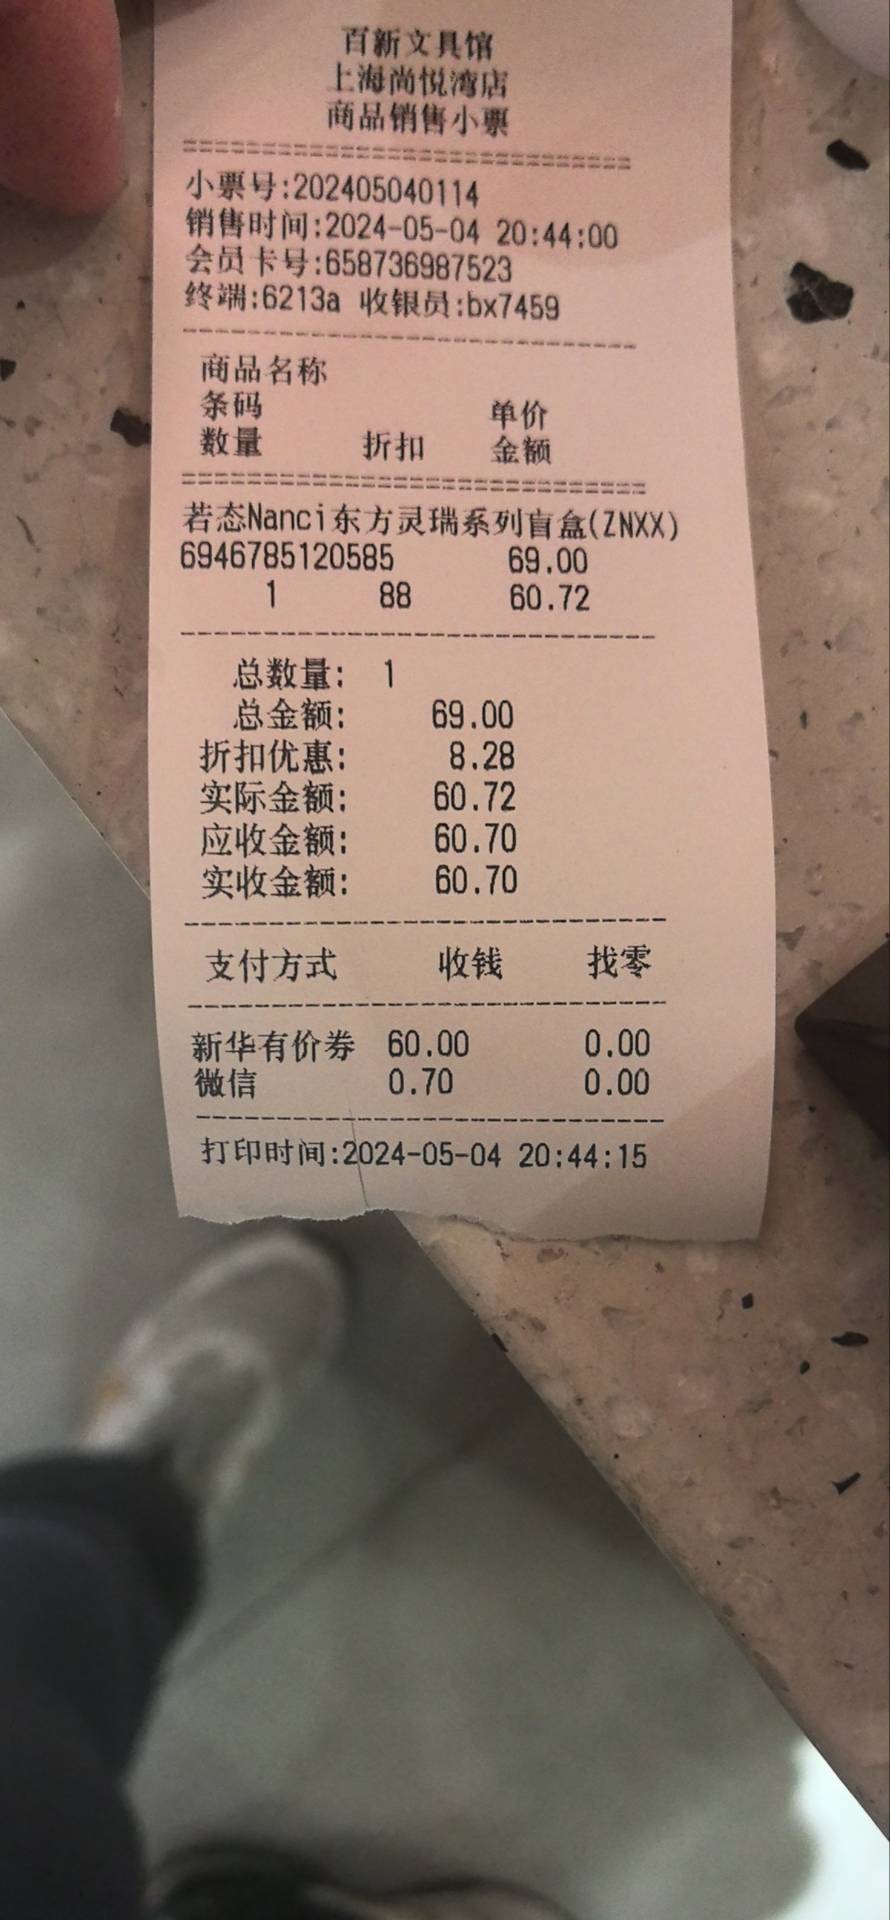 百新文具馆
上海尚悦湾店
商品销售小票
小票号:202405040114
销售时间:2024-05-04 20:44:00
会员卡号:658736987523
终端:6213a 收银员:bx7459
商品名称
条码 单价
数量 折扣 金额
若态Nanci东方灵瑞系列盲盒(ZNXX)
6946785120585 69.00
1 88 60.72
总数量: 1
总金额: 69.00
折扣优惠: 8.28
实际金额: 60.72
应收金额: 60.70
实收金额: 60.70
支付方式 收钱 找零
新华有价券 60.00 0.00
微信 0.70 0.00
打印时间:2024-05-04 20:44:15